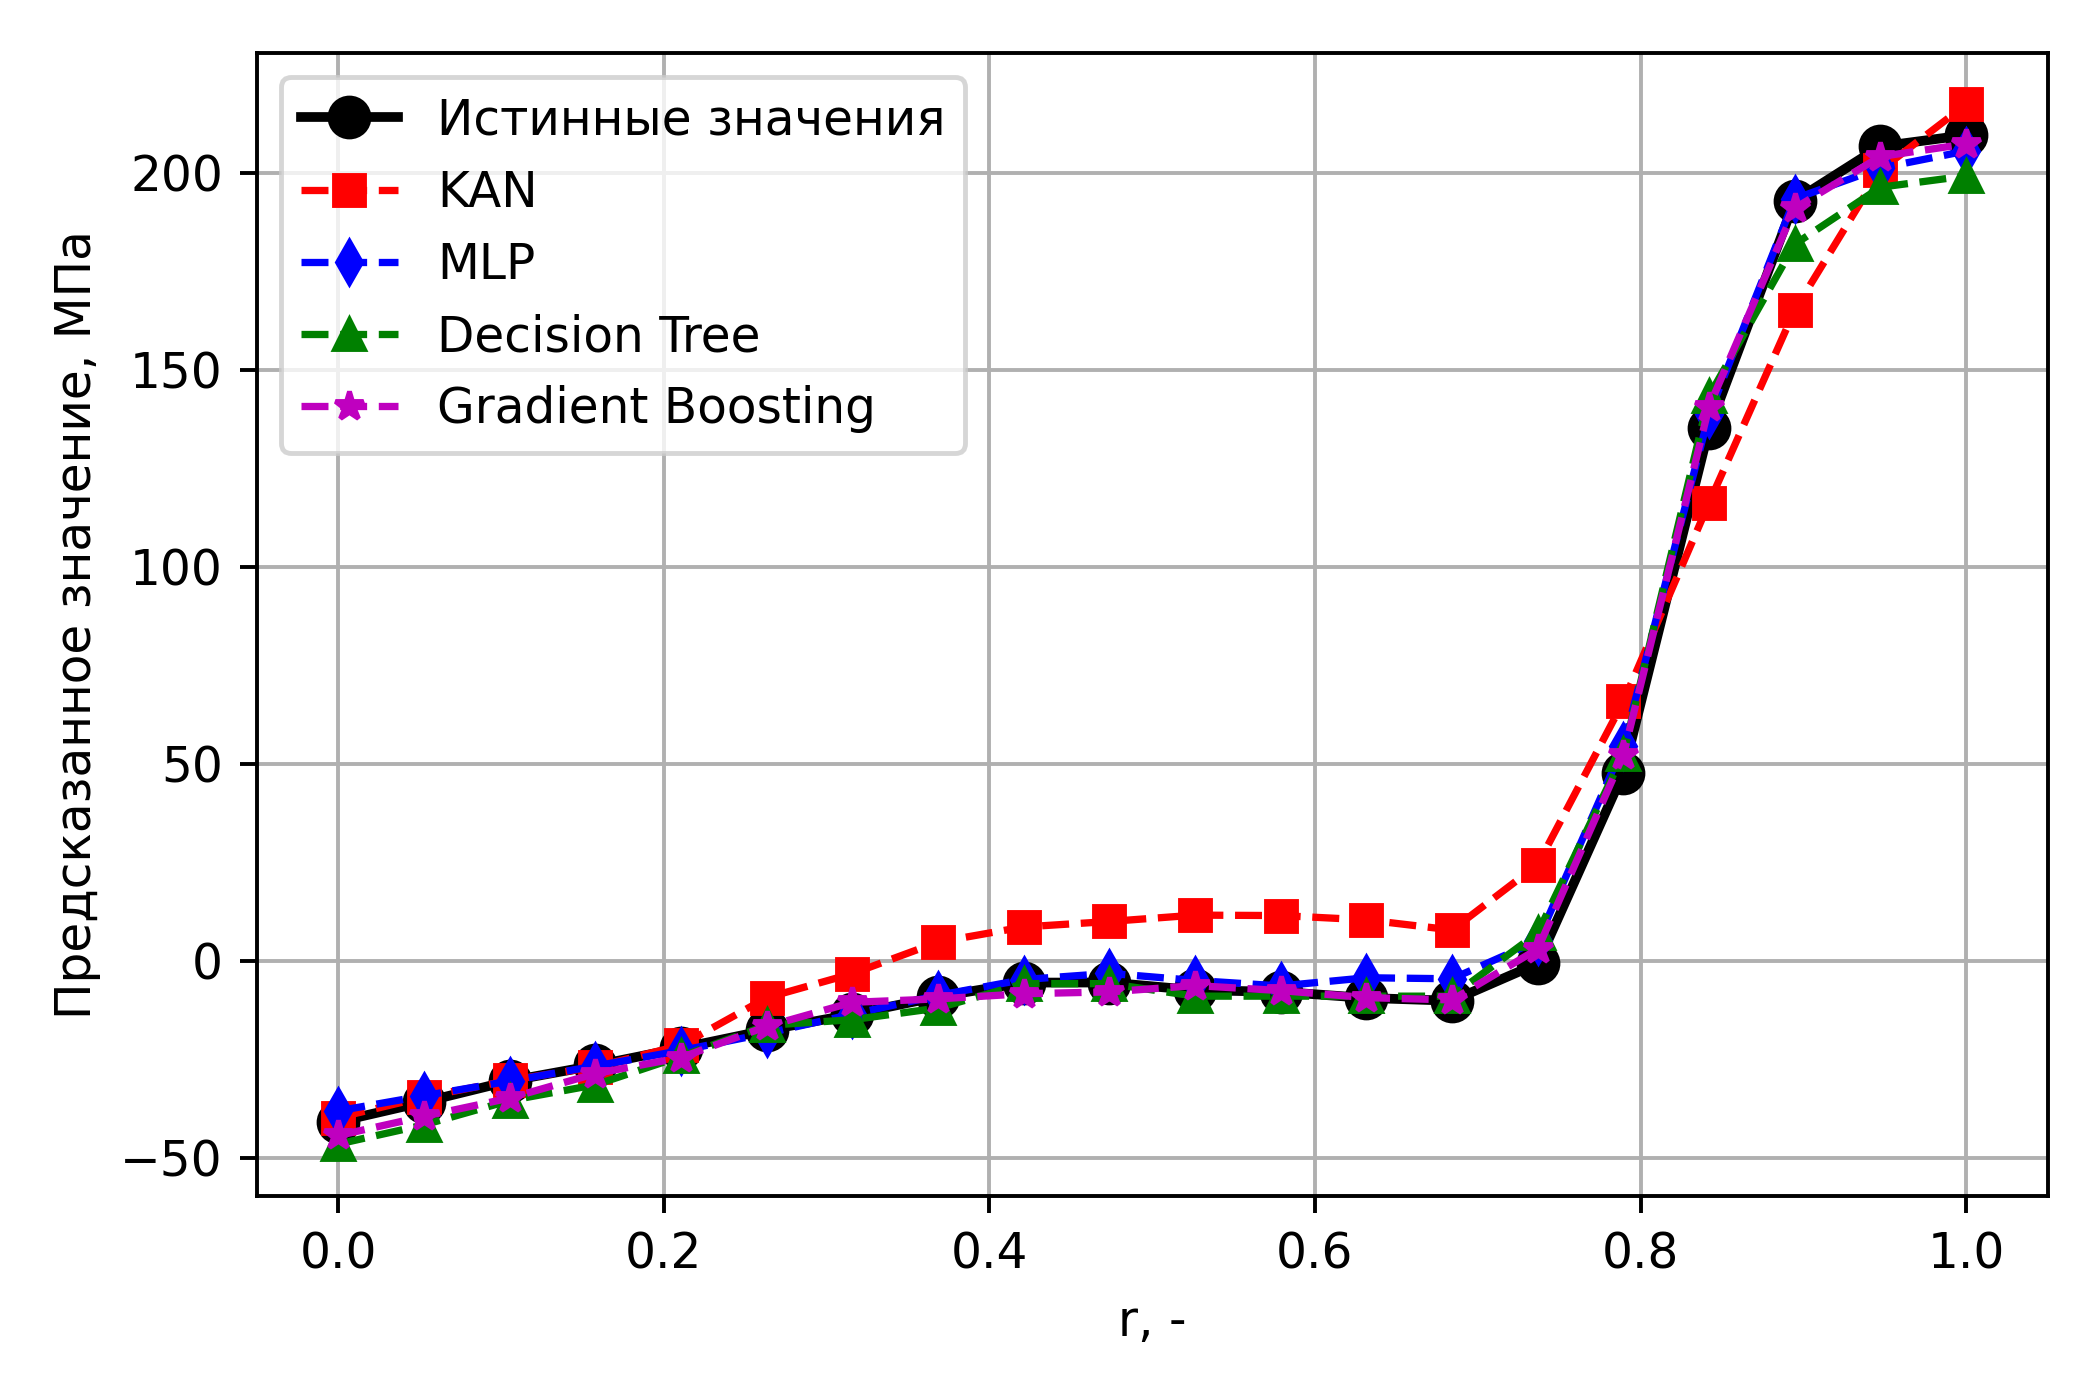 Истинные значения
KAN
MLP
Decision Tree
Gradient Boosting
Предсказанное значение, МПа
200
150
100
50
0
−50
0.0 0.2 0.4 0.6 0.8 1.0
r, -